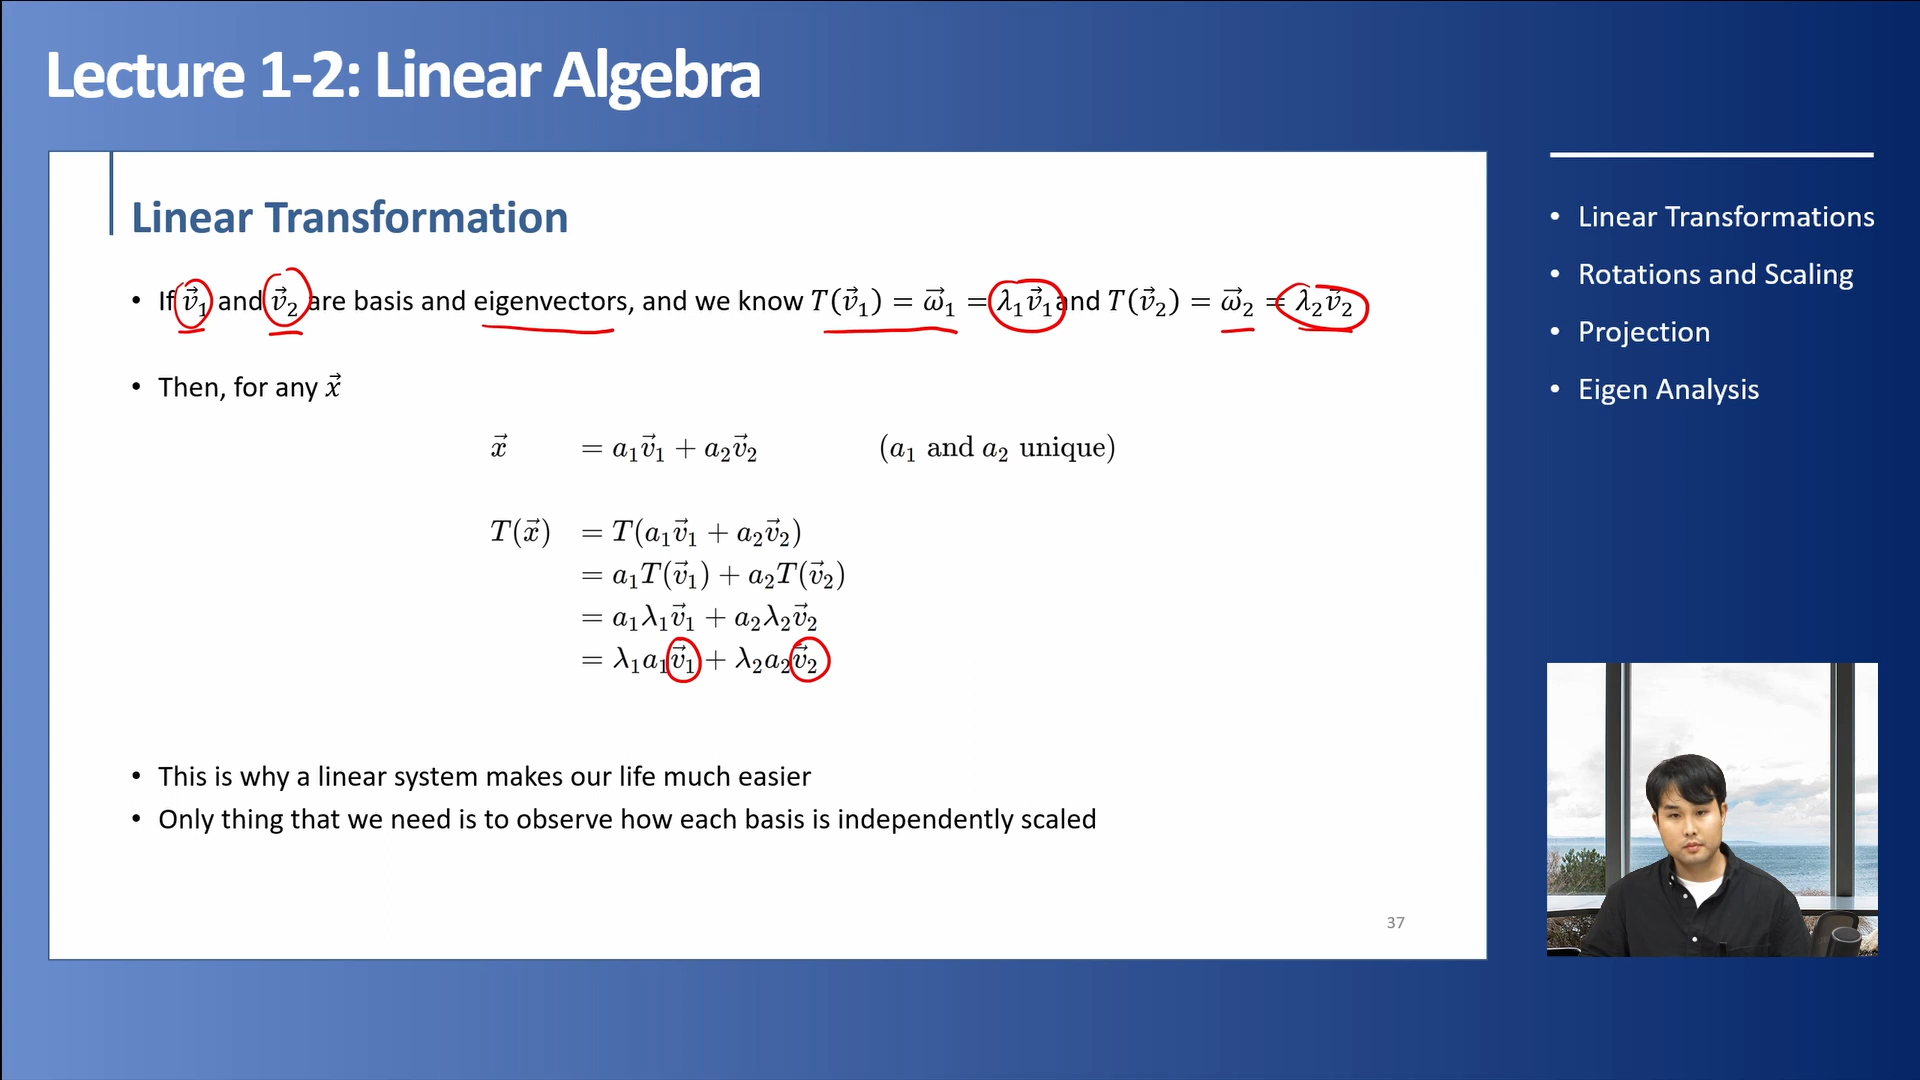 Lecture 1-2: Linear Algebra
Linear Transformation
• If v⃗₁ and v⃗₂ are basis and eigenvectors, and we know T(v⃗₁) = ω⃗₁ = λ₁v⃗₁ and T(v⃗₂) = ω⃗₂ = λ₂v⃗₂
• Then, for any x⃗
x⃗ = a₁v⃗₁ + a₂v⃗₂ (a₁ and a₂ unique)
T(x⃗) = T(a₁v⃗₁ + a₂v⃗₂)
= a₁T(v⃗₁) + a₂T(v⃗₂)
= a₁λ₁v⃗₁ + a₂λ₂v⃗₂
= λ₁a₁v⃗₁ + λ₂a₂v⃗₂
• This is why a linear system makes our life much easier
• Only thing that we need is to observe how each basis is independently scaled
37
• Linear Transformations
• Rotations and Scaling
• Projection
• Eigen Analysis